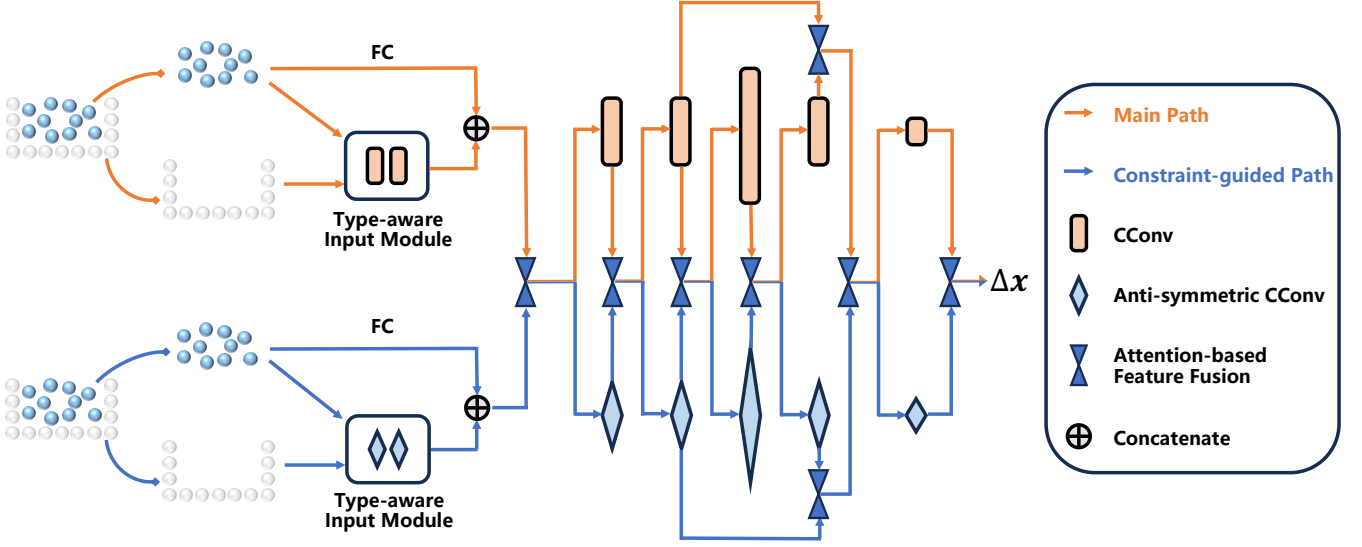 FC
Type-aware
Input Module
FC
Type-aware
Input Module
Δx
Main Path
Constraint-guided Path
CConv
Anti-symmetric CConv
Attention-based
Feature Fusion
Concatenate